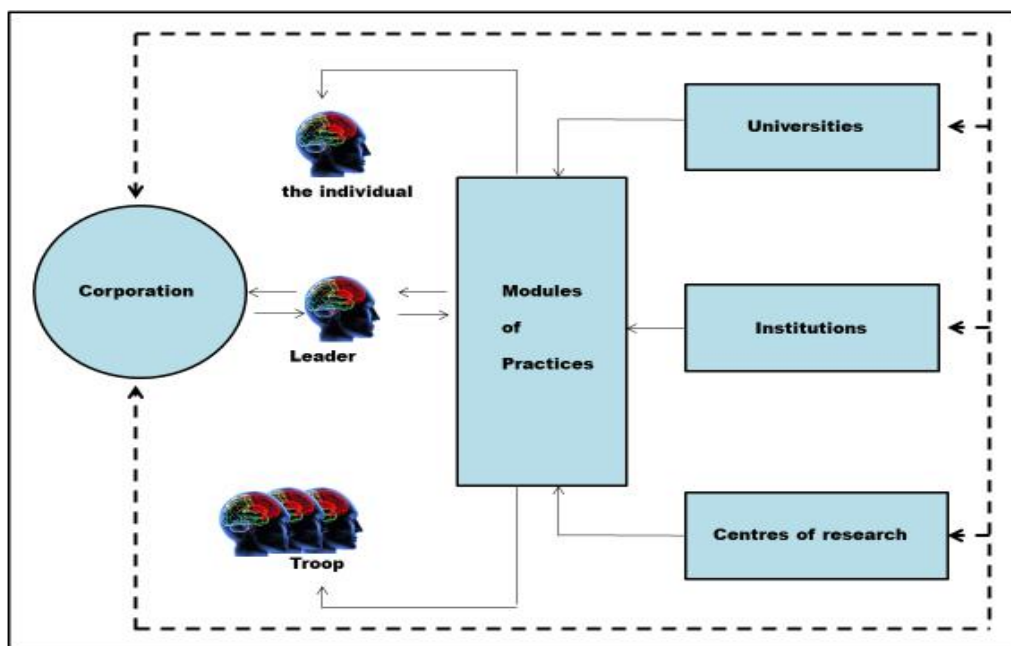 Universities
the individual
Corporation
Leader
Modules
of
Practices
Institutions
Troop
Centres of research